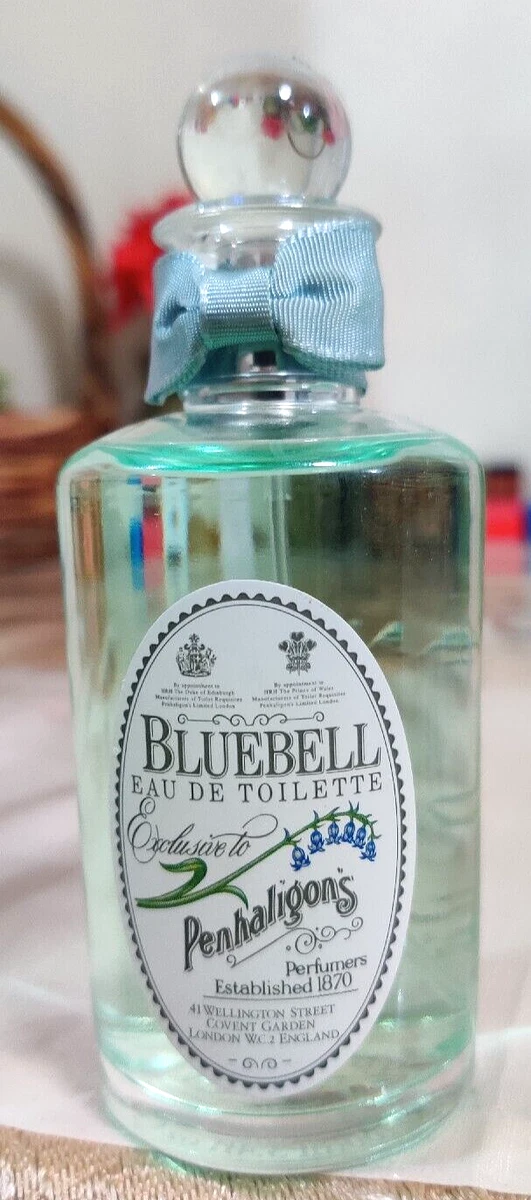 By appointment to
HRH The Duke of Edinburgh
Manufacturers of Toilet Requisites
Penhaligon's Limited London
By appointment to
HRH The Prince of Wales
Manufacturers of Toilet Requisites
Penhaligon's Limited London
BLUEBELL
EAU DE TOILETTE
Exclusive to
Penhaligon's
Perfumers
Established 1870
41 WELLINGTON STREET
COVENT GARDEN
LONDON W.C.2 ENGLAND